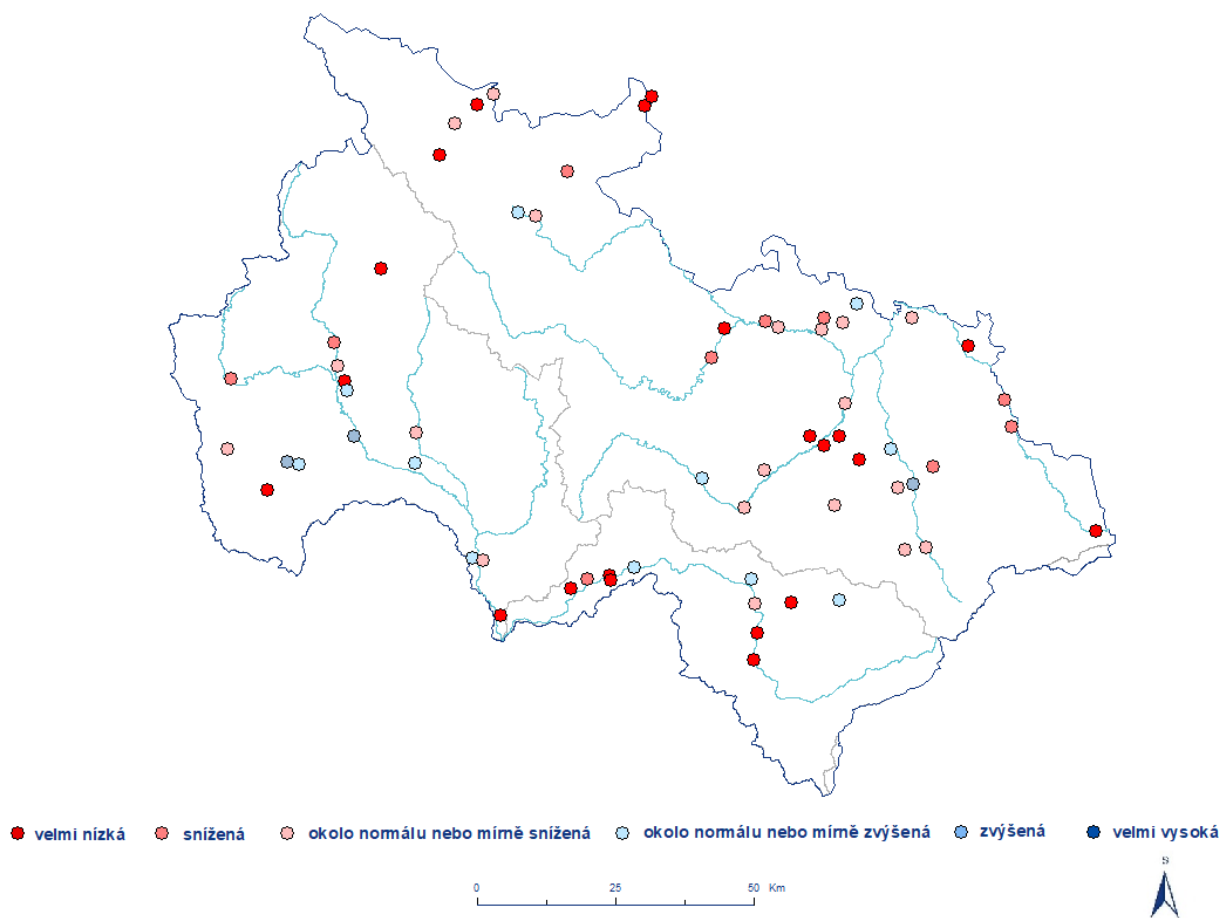 velmi nízká snížená okolo normálu nebo mírně snížená okolo normálu nebo mírně zvýšená zvýšená velmi vysoká
0 25 50 Km
S